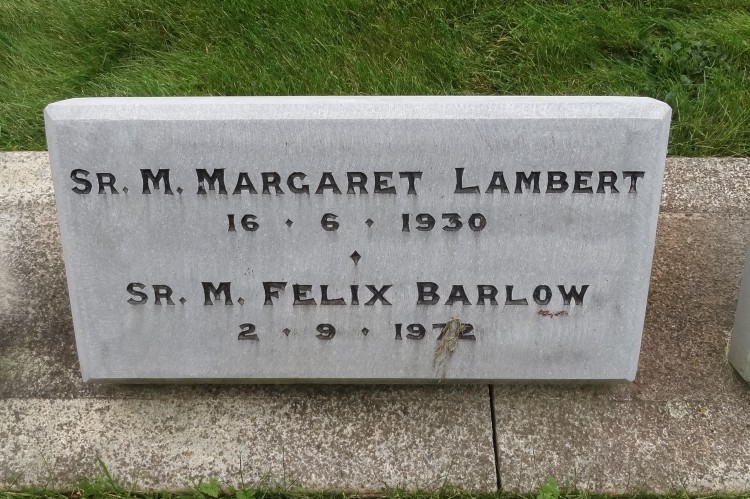 SR. M. MARGARET LAMBERT
16 · 6 · 1930
SR. M. FELIX BARLOW
2 · 9 · 1972